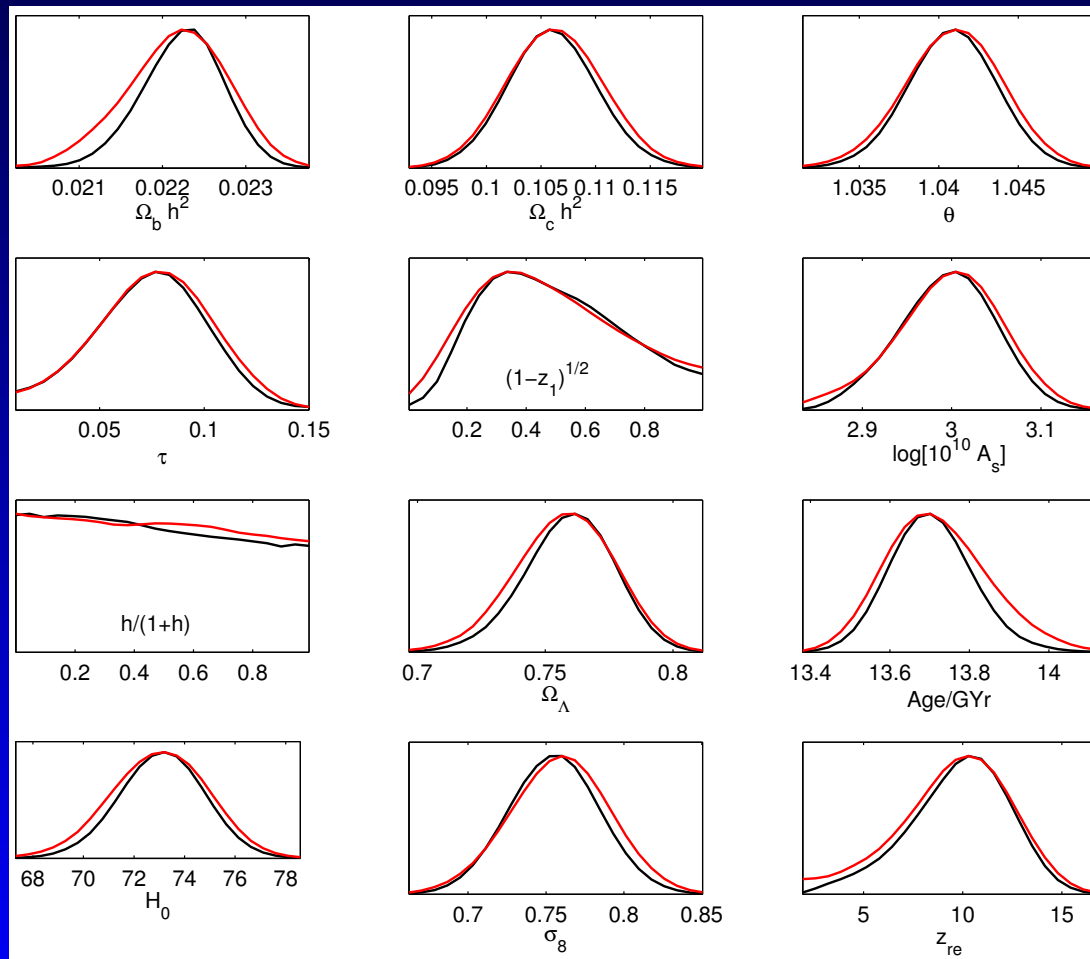 0.021 0.022 0.023
Ω_b h^2
0.095 0.1 0.105 0.11 0.115
Ω_c h^2
1.035 1.04 1.045
θ
0.05 0.1 0.15
τ
(1−z_1)^{1/2}
0.2 0.4 0.6 0.8
2.9 3 3.1
log[10^{10} A_s]
h/(1+h)
0.2 0.4 0.6 0.8
0.7 0.75 0.8
Ω_Λ
13.4 13.6 13.8 14
Age/GYr
68 70 72 74 76 78
H_0
0.7 0.75 0.8 0.85
σ_8
5 10 15
z_{re}